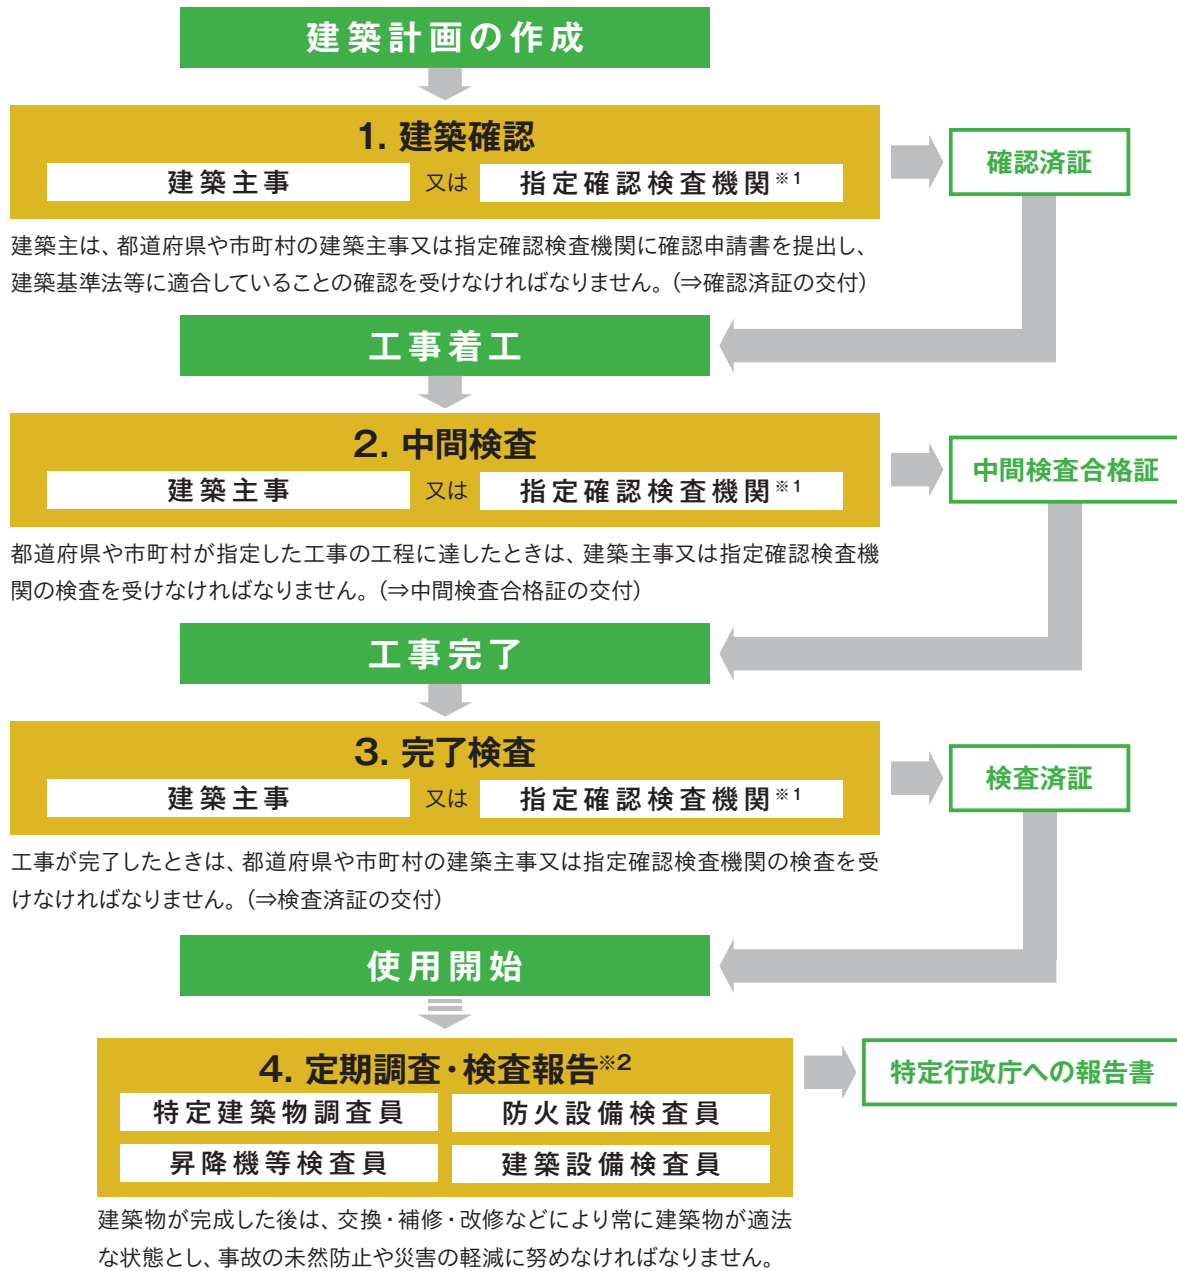 建築計画の作成
1. 建築確認
建築主事 又は 指定確認検査機関※1
確認済証
建築主は、都道府県や市町村の建築主事又は指定確認検査機関に確認申請書を提出し、
建築基準法等に適合していることの確認を受けなければなりません。(⇒確認済証の交付)
工事着工
2. 中間検査
建築主事 又は 指定確認検査機関※1
中間検査合格証
都道府県や市町村が指定した工事の工程に達したときは、建築主事又は指定確認検査機
関の検査を受けなければなりません。(⇒中間検査合格証の交付)
工事完了
3. 完了検査
建築主事 又は 指定確認検査機関※1
検査済証
工事が完了したときは、都道府県や市町村の建築主事又は指定確認検査機関の検査を受
けなければなりません。(⇒検査済証の交付)
使用開始
4. 定期調査・検査報告※2
特定建築物調査員 防火設備検査員
昇降機等検査員 建築設備検査員
特定行政庁への報告書
建築物が完成した後は、交換・補修・改修などにより常に建築物が適法
な状態とし、事故の未然防止や災害の軽減に努めなければなりません。